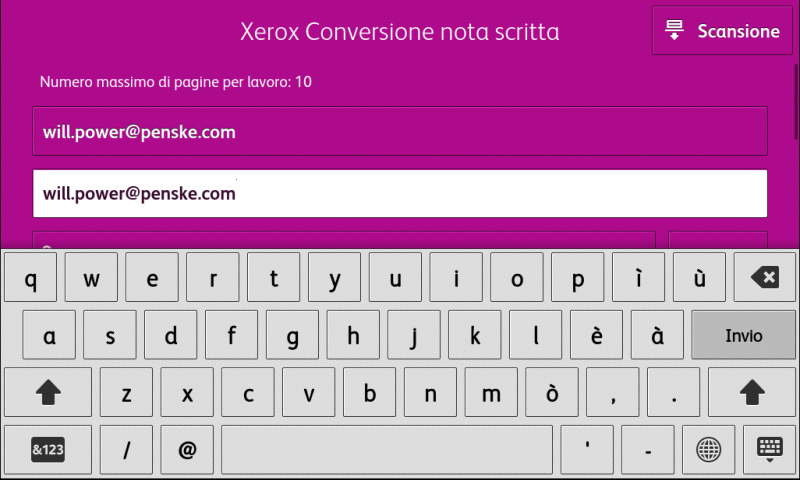 Xerox Conversione nota scritta
Scansione
Numero massimo di pagine per lavoro: 10
will.power@penske.com
will.power@penske.com
q w e r t y u i o p ì ù
a s d f g h j k l è à Invio
z x c v b n m ò , .
&123 / @ ' -